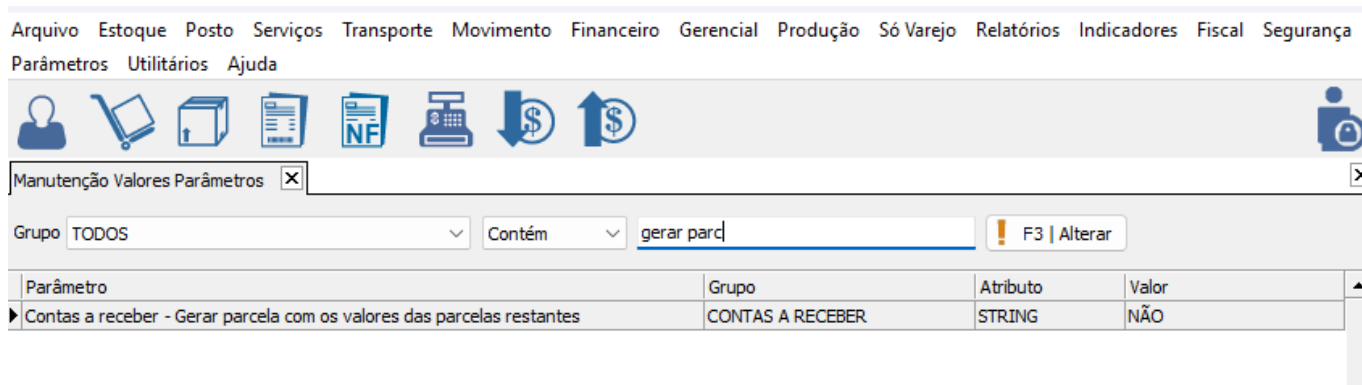 Arquivo Estoque Posto Serviços Transporte Movimento Financeiro Gerencial Produção Só Varejo Relatórios Indicadores Fiscal Segurança
Parâmetros Utilitários Ajuda
NF $ $
Manutenção Valores Parâmetros
Grupo TODOS Contém gerar parc F3 | Alterar
Parâmetro Grupo Atributo Valor
Contas a receber - Gerar parcela com os valores das parcelas restantes CONTAS A RECEBER STRING NÃO